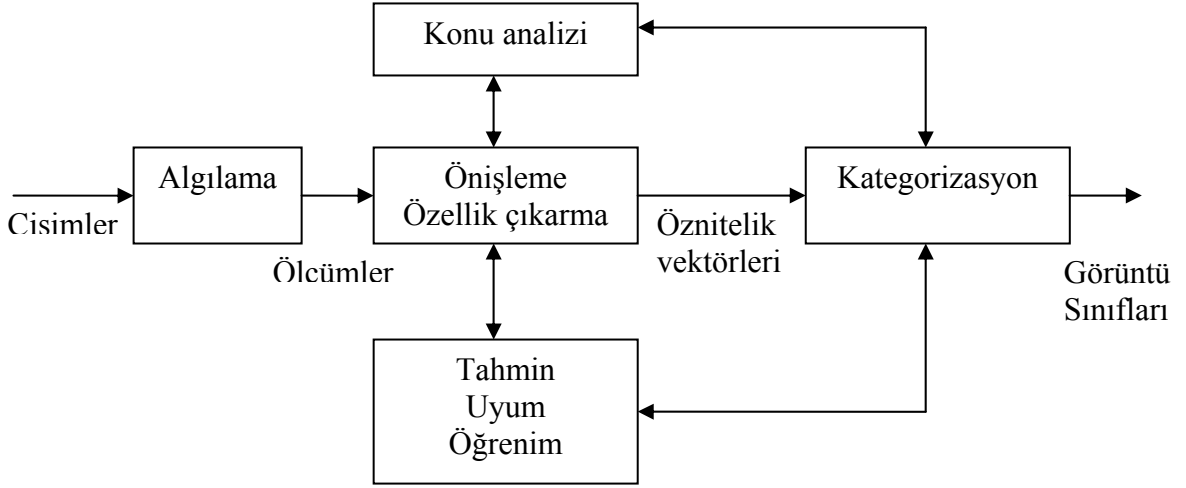 Konu analizi
Algılama
Önişleme
Özellik çıkarma
Kategorizasyon
Cisimler
Ölçümler
Öznitelik
vektörleri
Görüntü
Sınıfları
Tahmin
Uyum
Öğrenim